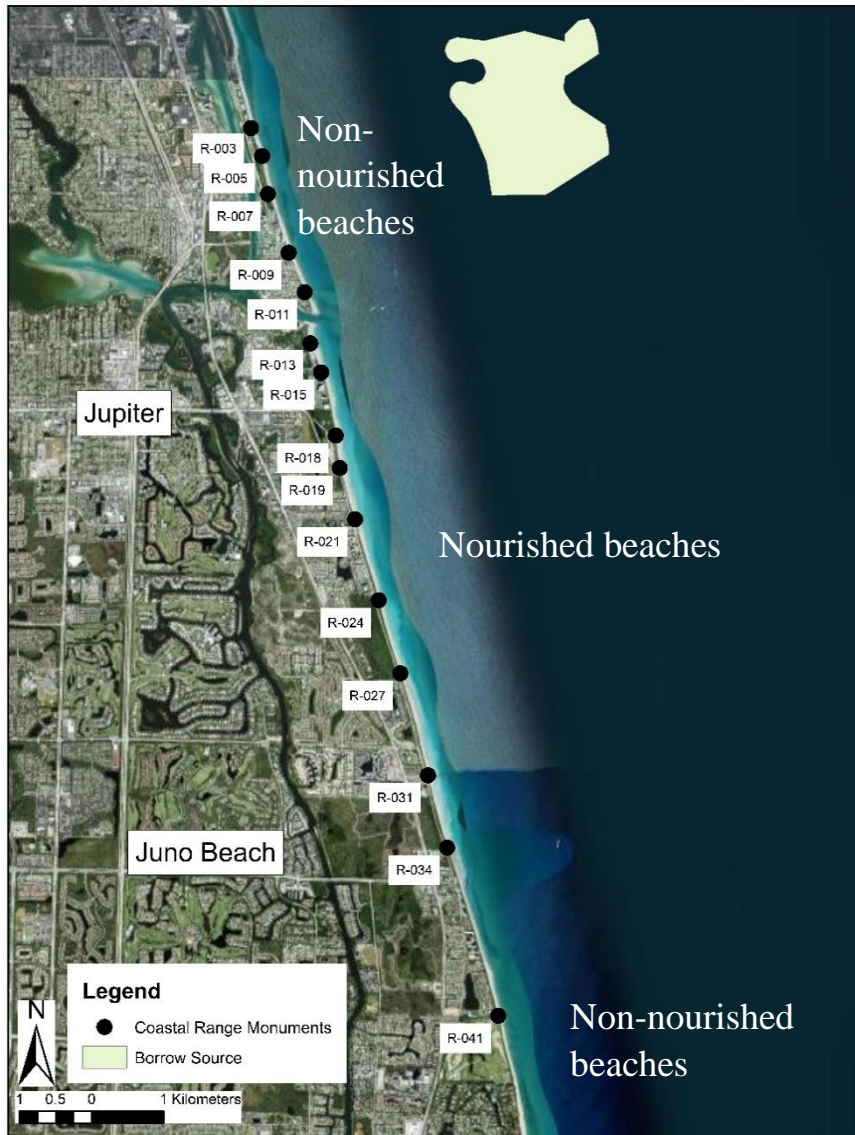 Non-
nourished
beaches
R-003
R-005
R-007
R-009
R-011
R-013
R-015
Jupiter
R-018
R-019
R-021
Nourished beaches
R-024
R-027
R-031
Juno Beach
R-034
Legend
N
Coastal Range Monuments
Borrow Source
R-041
Non-nourished
beaches
1 0.5 0 1 Kilometers